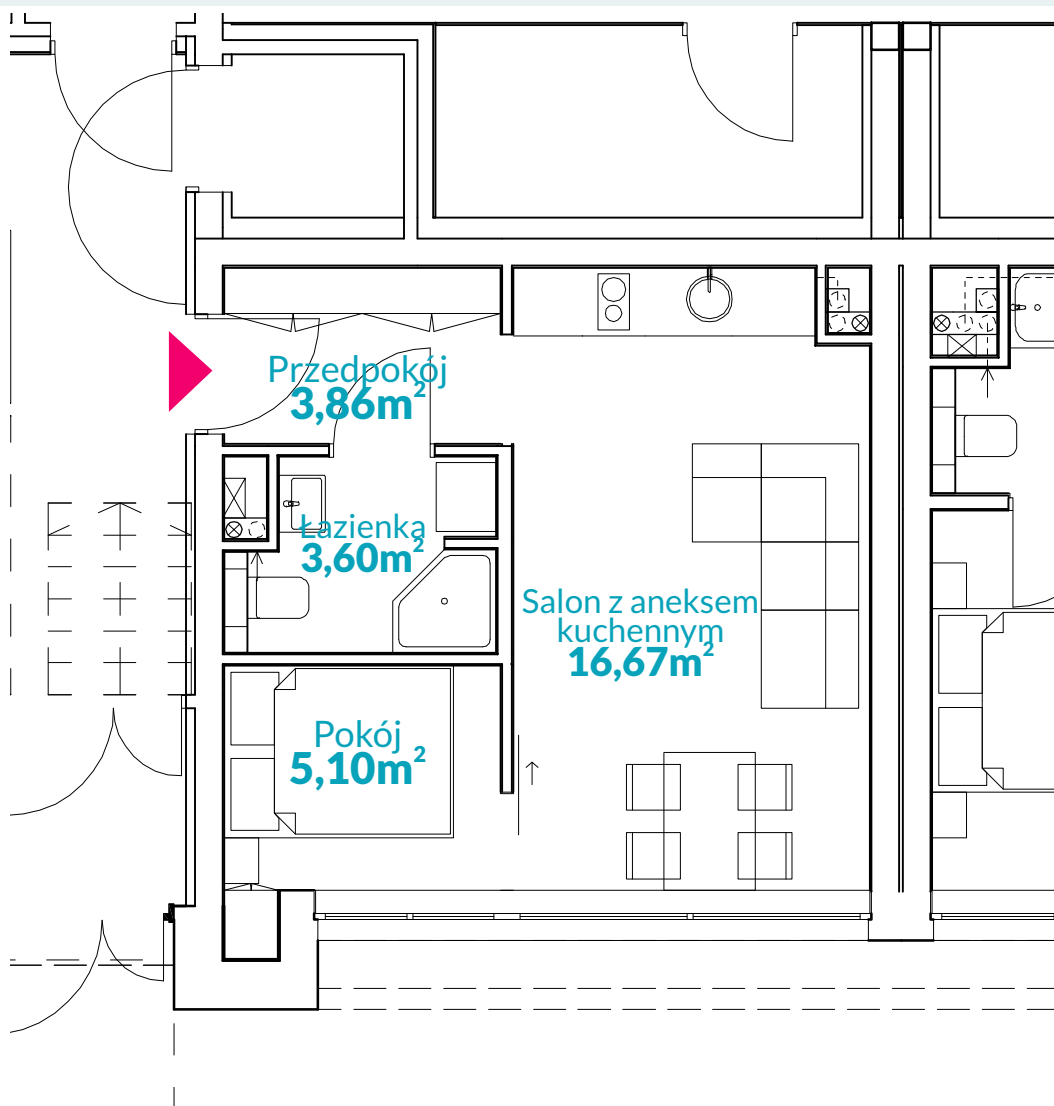 Przedpokój
3,86m²
Łazienka
3,60m²
Salon z aneksem
kuchennym
16,67m²
Pokój
5,10m²